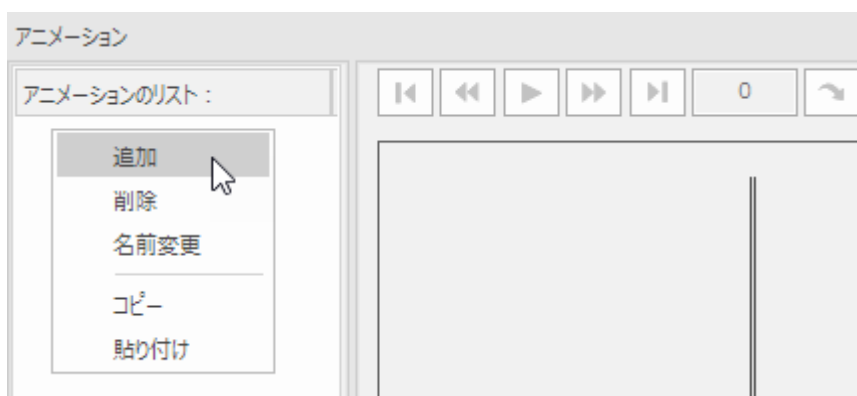 アニメーション
アニメーションのリスト：
0
追加
削除
名前変更
コピー
貼り付け